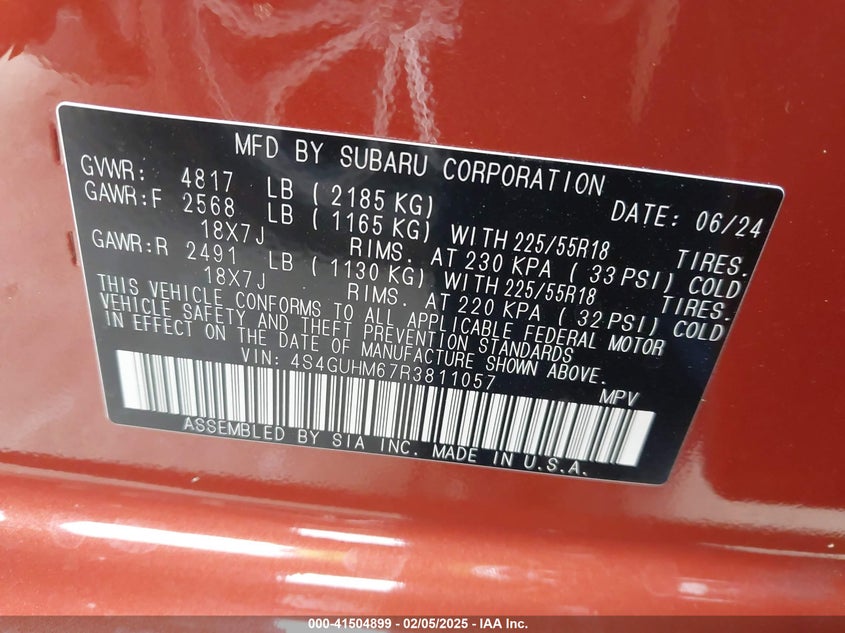 MFD BY SUBARU CORPORATION
GVWR: 4817 LB ( 2185 KG) DATE: 06/24
GAWR:F 2568 LB ( 1165 KG) WITH 225/55R18 TIRES.
18X7J RIMS. AT 230 KPA ( 33 PSI) COLD
GAWR:R 2491 LB ( 1130 KG) WITH 225/55R18 TIRES.
18X7J RIMS. AT 220 KPA ( 32 PSI) COLD
THIS VEHICLE CONFORMS TO ALL APPLICABLE FEDERAL MOTOR
VEHICLE SAFETY AND THEFT PREVENTION STANDARDS
IN EFFECT ON THE DATE OF MANUFACTURE SHOWN ABOVE.
VIN: 4S4GUHM67R3811057 MPV
ASSEMBLED BY SIA INC. MADE IN U.S.A.
000-41504899 - 02/05/2025 - IAA Inc.